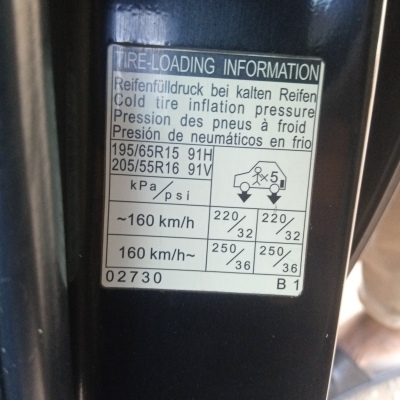 TIRE-LOADING INFORMATION
Reifenfülldruck bei kalten Reifen
Cold tire inflation pressure
Pression des pneus à froid
Presión de neumáticos en frio
195/65R15 91H
205/55R16 91V
×5
kPa/psi
~160 km/h 220/32 220/32
160 km/h~ 250/36 250/36
02730 B 1